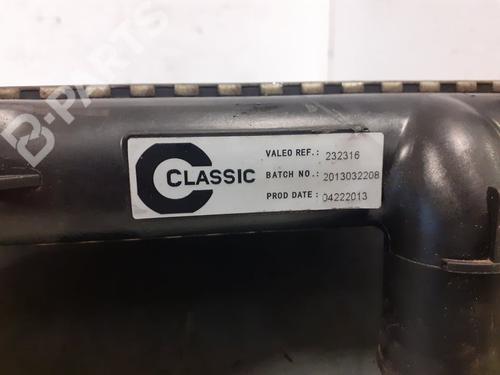 B-PARTS
C CLASSIC
VALEO REF.: 232316
BATCH NO.: 2013032208
PROD DATE: 04222013